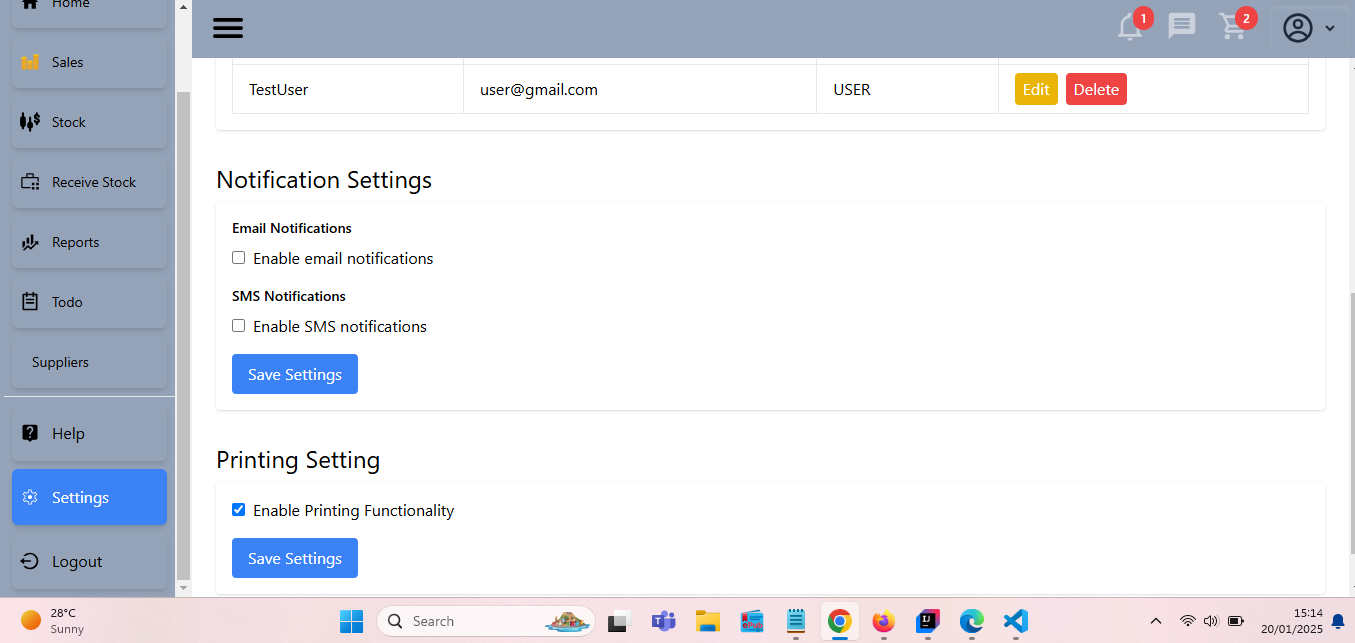 Home
Sales
Stock
Receive Stock
Reports
Todo
Suppliers
Help
Settings
Logout
1
2
TestUser user@gmail.com USER Edit Delete
Notification Settings
Email Notifications
Enable email notifications
SMS Notifications
Enable SMS notifications
Save Settings
Printing Setting
Enable Printing Functionality
Save Settings
28°C
Sunny
Search
15:14
20/01/2025